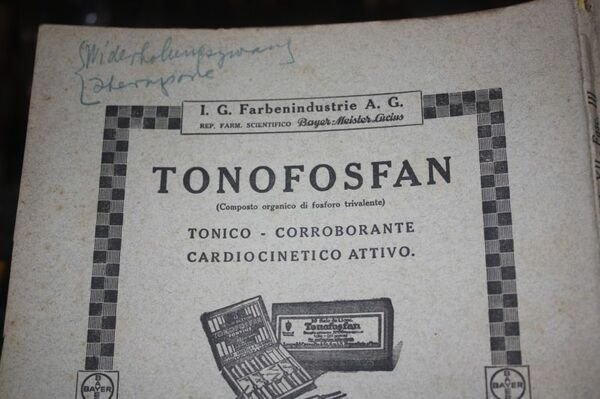 Widerholungszwang
I. G. Farbenindustrie A. G.
REP. FARM. SCIENTIFICO Bayer-Meister Lucius
TONOFOSFAN
(Composto organico di fosforo trivalente)
TONICO - CORROBORANTE
CARDIOCINETICO ATTIVO.
Tonofosfan
BAYER
BAYER